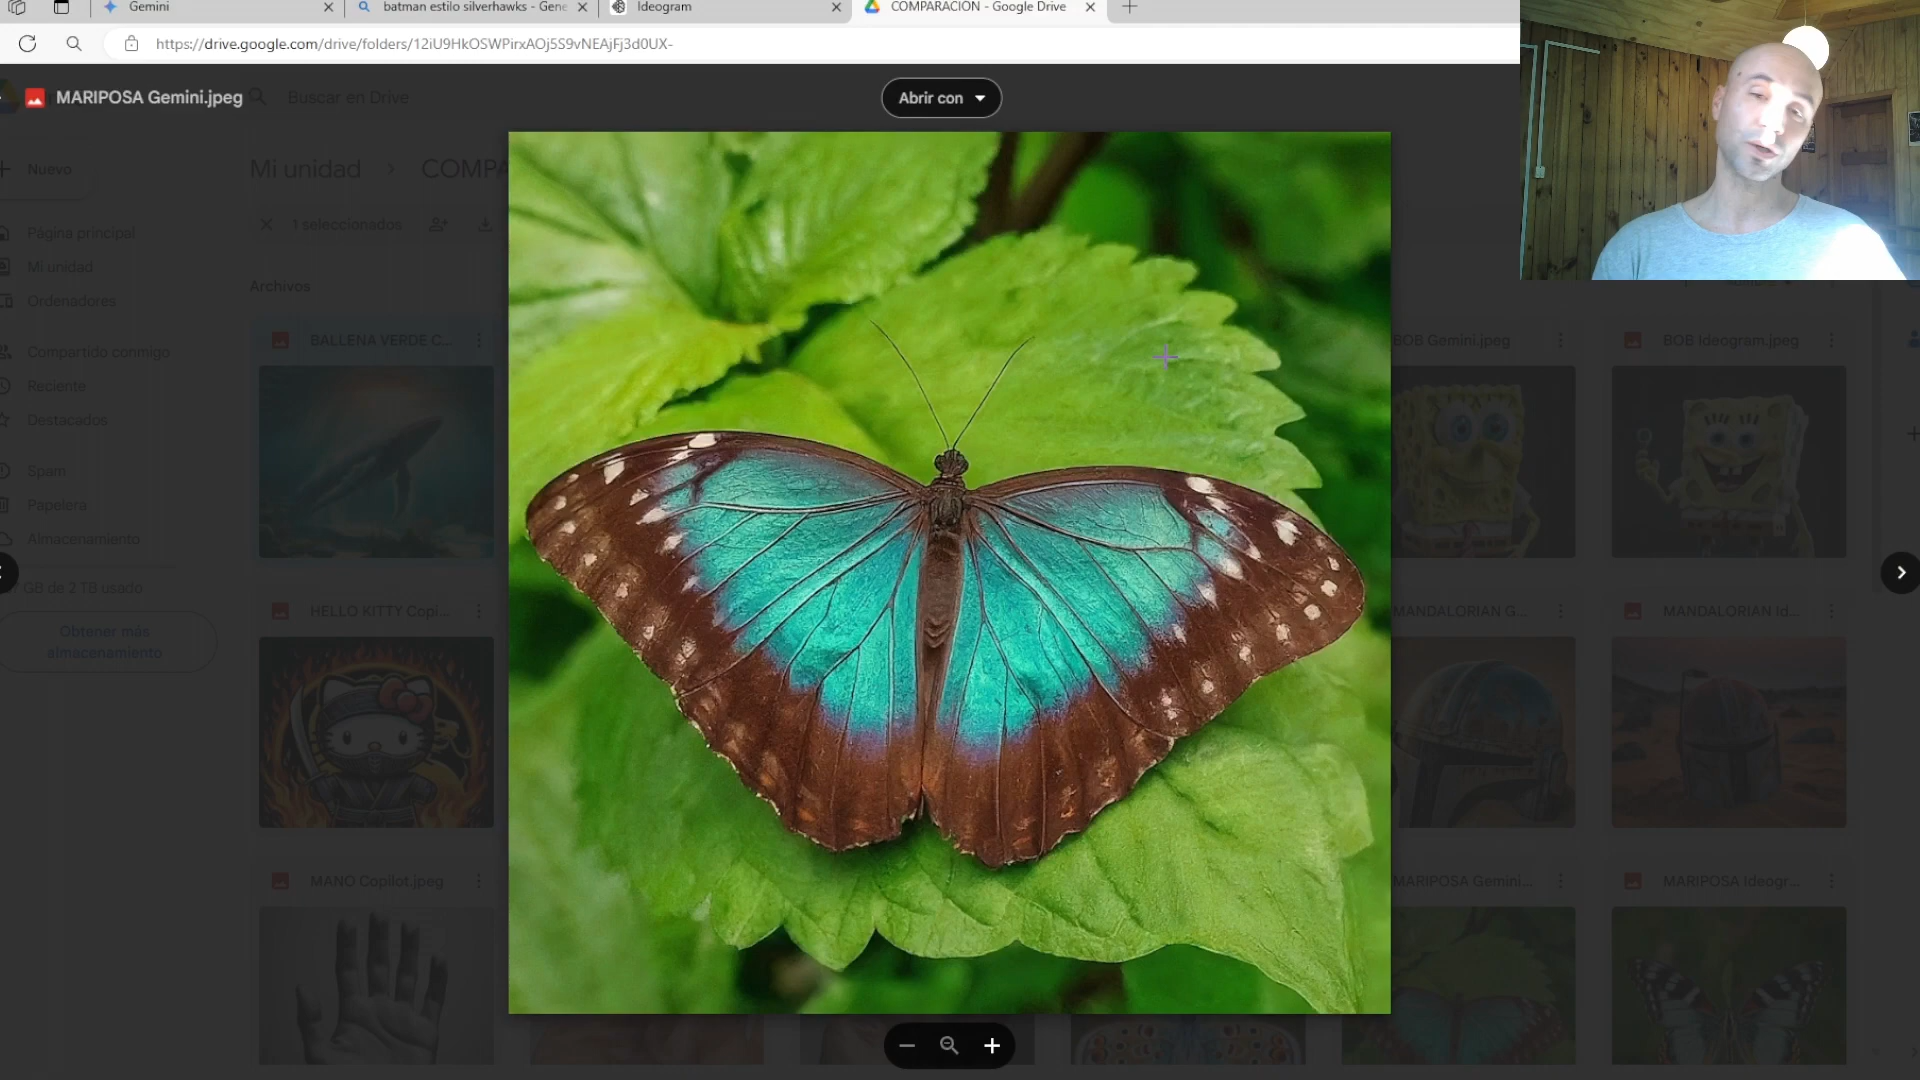 Gemini
batman estilo silverhawks - Gene
Ideogram
COMPARACION - Google Drive
https://drive.google.com/drive/folders/12iU9HkOSWPirxAOj5S9vNEAjFj3d0UX-
MARIPOSA Gemini.jpeg
Buscar en Drive
Abrir con
Nuevo
Mi unidad
COMPA
1 seleccionados
Página principal
Mi unidad
Ordenadores
Compartido conmigo
Reciente
Destacados
Spam
Papelera
Almacenamiento
GB de 2 TB usado
Obtener más
almacenamiento
Archivos
BALLENA VERDE C...
BOB Gemini.jpeg
BOB Ideogram.jpeg
HELLO KITTY Copi...
MANDALORIAN G...
MANDALORIAN Id...
MANO Copilot.jpeg
MARIPOSA Gemini...
MARIPOSA Ideogr...